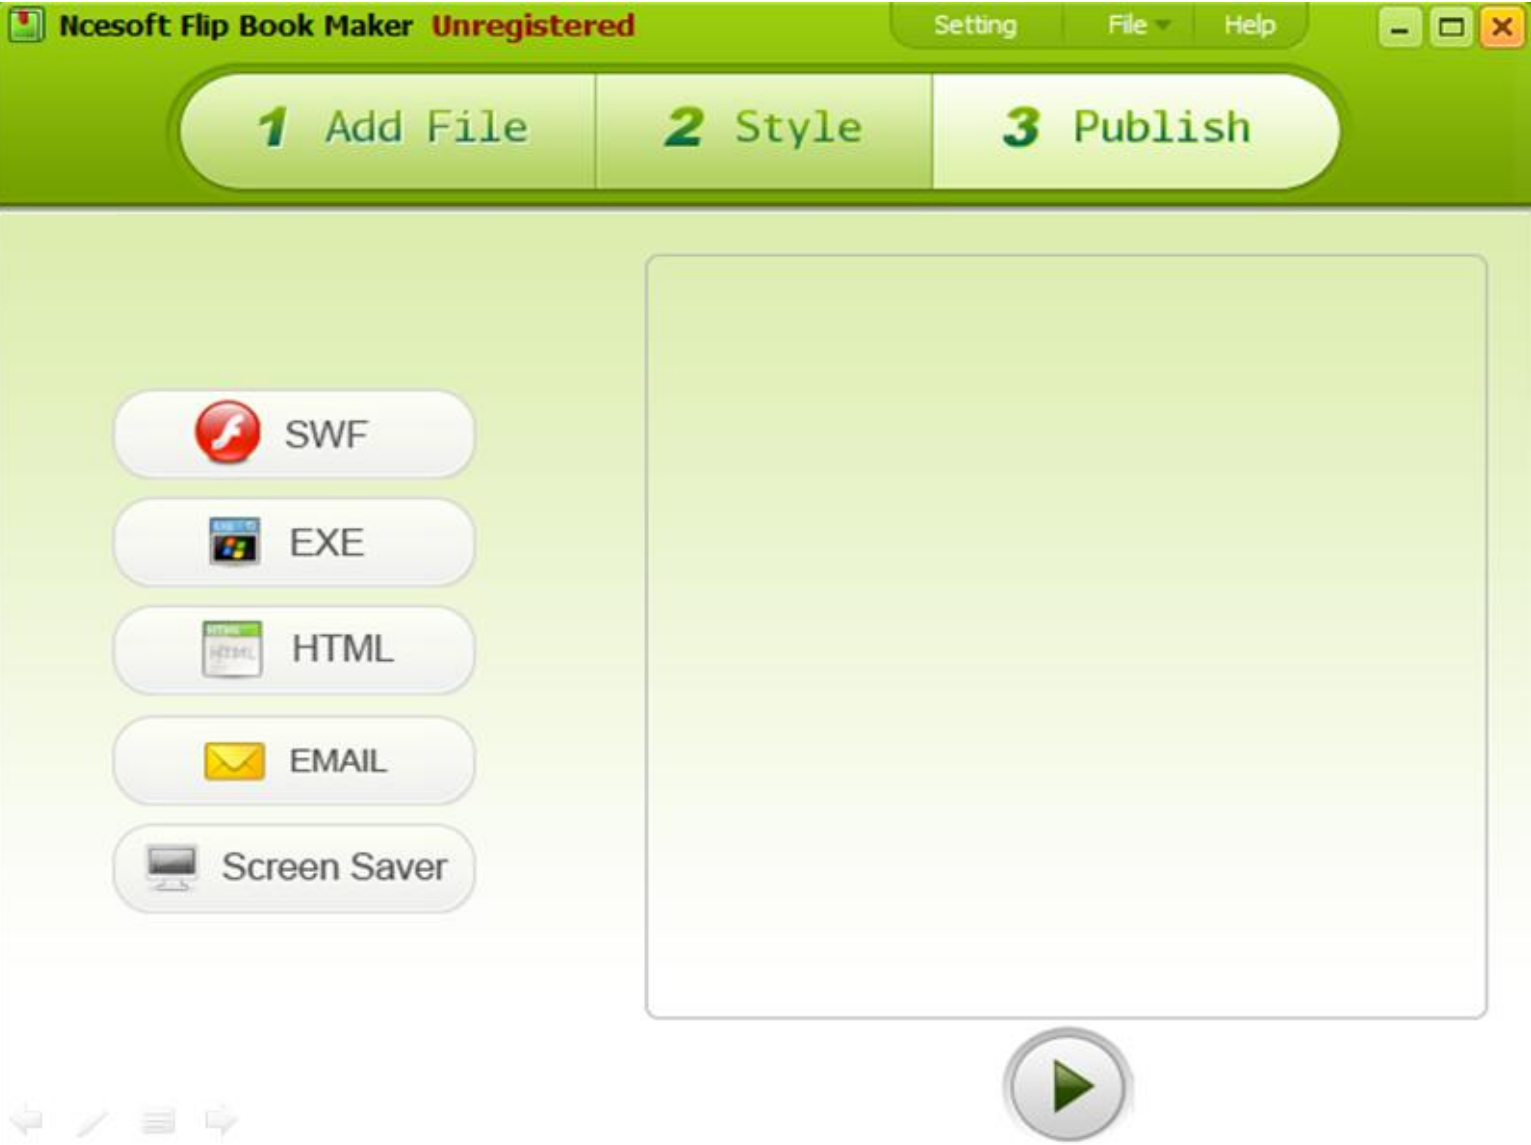 Ncesoft Flip Book Maker Unregistered
Setting File Help
1 Add File 2 Style 3 Publish
SWF
EXE
HTML
EMAIL
Screen Saver